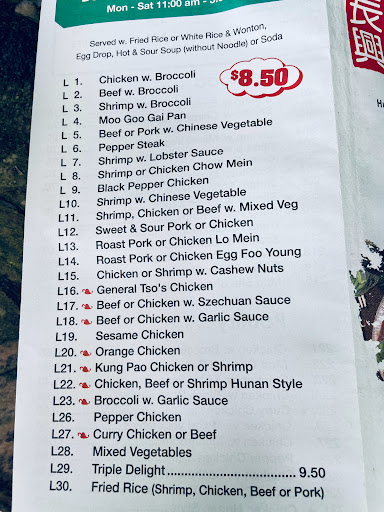 Mon - Sat 11:00 am -
Served w. Fried Rice or White Rice & Wonton,
Egg Drop, Hot & Sour Soup (without Noodle) or Soda
$8.50
L 1. Chicken w. Broccoli
L 2. Beef w. Broccoli
L 3. Shrimp w. Broccoli
L 4. Moo Goo Gai Pan
L 5. Beef or Pork w. Chinese Vegetable
L 6. Pepper Steak
L 7. Shrimp w. Lobster Sauce
L 8. Shrimp or Chicken Chow Mein
L 9. Black Pepper Chicken
L10. Shrimp w. Chinese Vegetable
L11. Shrimp, Chicken or Beef w. Mixed Veg
L12. Sweet & Sour Pork or Chicken
L13. Roast Pork or Chicken Lo Mein
L14. Roast Pork or Chicken Egg Foo Young
L15. Chicken or Shrimp w. Cashew Nuts
L16. General Tso's Chicken
L17. Beef or Chicken w. Szechuan Sauce
L18. Beef or Chicken w. Garlic Sauce
L19. Sesame Chicken
L20. Orange Chicken
L21. Kung Pao Chicken or Shrimp
L22. Chicken, Beef or Shrimp Hunan Style
L23. Broccoli w. Garlic Sauce
L26. Pepper Chicken
L27. Curry Chicken or Beef
L28. Mixed Vegetables
L29. Triple Delight ................................ 9.50
L30. Fried Rice (Shrimp, Chicken, Beef or Pork)